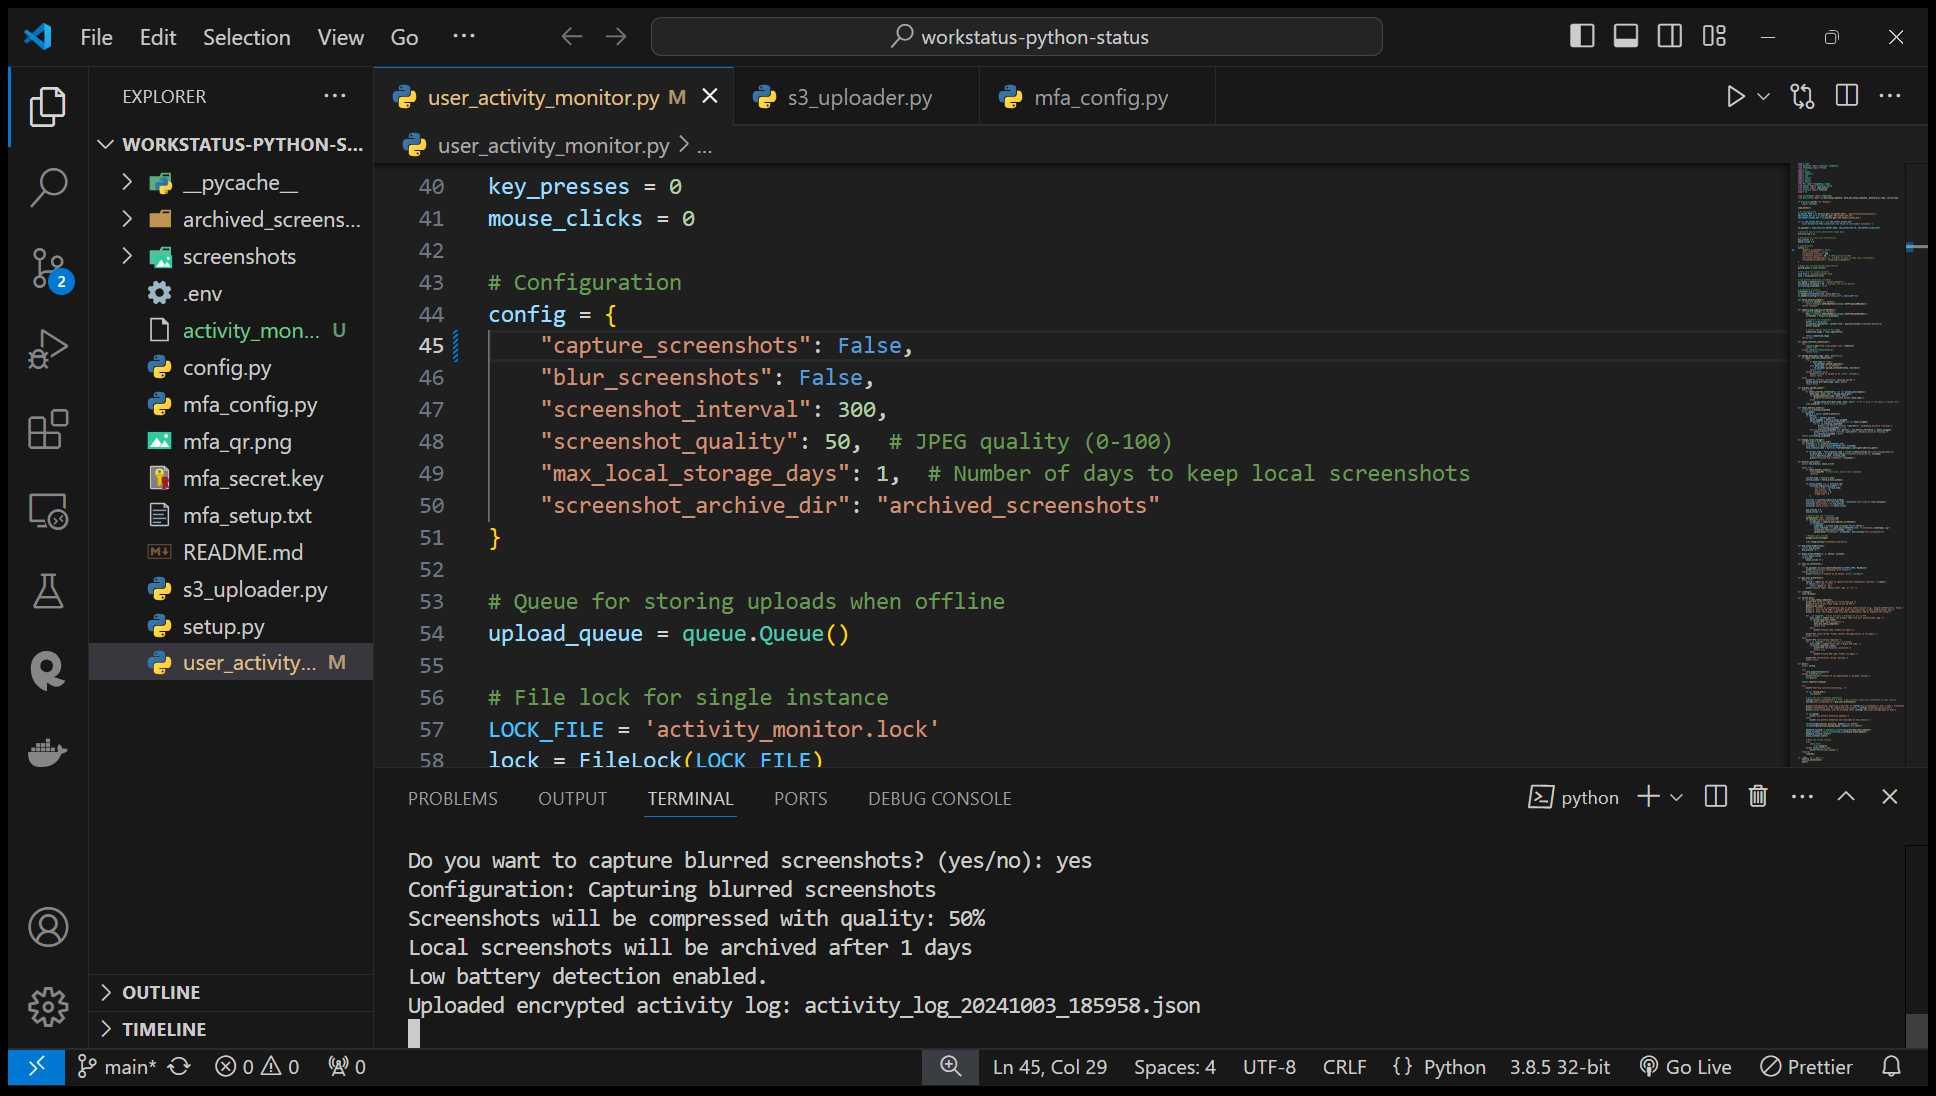 File Edit Selection View Go ···
workstatus-python-status
EXPLORER ···
WORKSTATUS-PYTHON-S...
__pycache__
archived_screens...
screenshots
.env
activity_mon... U
config.py
mfa_config.py
mfa_qr.png
mfa_secret.key
mfa_setup.txt
README.md
s3_uploader.py
setup.py
user_activity... M
OUTLINE
TIMELINE
2
user_activity_monitor.py M
s3_uploader.py
mfa_config.py
user_activity_monitor.py > ...
40 key_presses = 0
41 mouse_clicks = 0
42
43 # Configuration
44 config = {
45 "capture_screenshots": False,
46 "blur_screenshots": False,
47 "screenshot_interval": 300,
48 "screenshot_quality": 50,  # JPEG quality (0-100)
49 "max_local_storage_days": 1,  # Number of days to keep local screenshots
50 "screenshot_archive_dir": "archived_screenshots"
51 }
52
53 # Queue for storing uploads when offline
54 upload_queue = queue.Queue()
55
56 # File lock for single instance
57 LOCK_FILE = 'activity_monitor.lock'
58 lock = FileLock(LOCK_FILE)
PROBLEMS OUTPUT TERMINAL PORTS DEBUG CONSOLE
python
Do you want to capture blurred screenshots? (yes/no): yes
Configuration: Capturing blurred screenshots
Screenshots will be compressed with quality: 50%
Local screenshots will be archived after 1 days
Low battery detection enabled.
Uploaded encrypted activity log: activity_log_20241003_185958.json
main* 0 0 0 Ln 45, Col 29 Spaces: 4 UTF-8 CRLF {} Python 3.8.5 32-bit Go Live Prettier